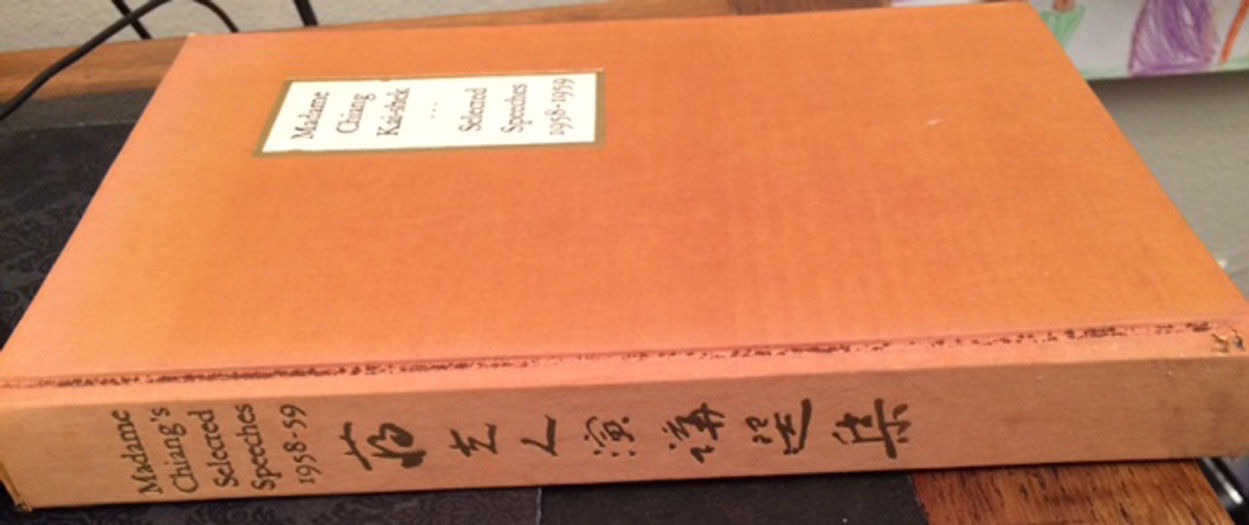 Madame
Chiang
Kai-shek
...
Selected
Speeches
1958-1959
Madame
Chiang's
Selected
Speeches
1958-59
蔣夫人演講選集